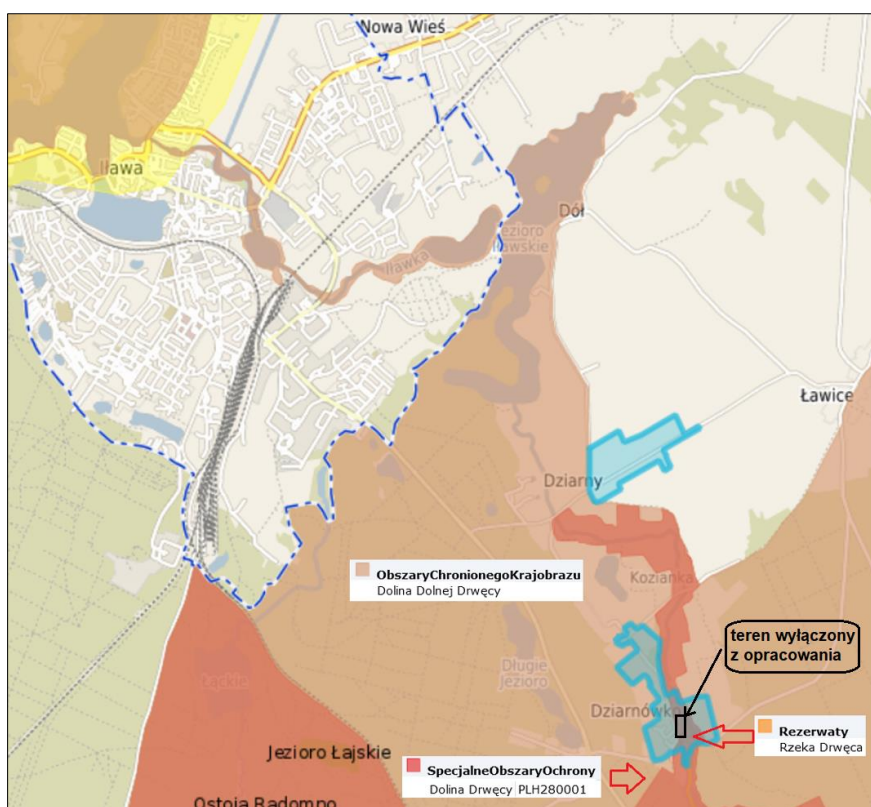 Nowa Wieś
Iława
Dół
Jezioro
Iławskie
Iławka
Ławice
Dziarny
ObszaryChronionegoKrajobrazu
Dolina Dolnej Drwęcy
Kozianka
teren wyłączony
z opracowania
Łąckie
Długie
Jezioro
Dziarnówko
Rezerwaty
Rzeka Drwęca
Jezioro Łajskie
SpecjalneObszaryOchrony
Dolina Drwęcy PLH280001
Ostoja Radomno